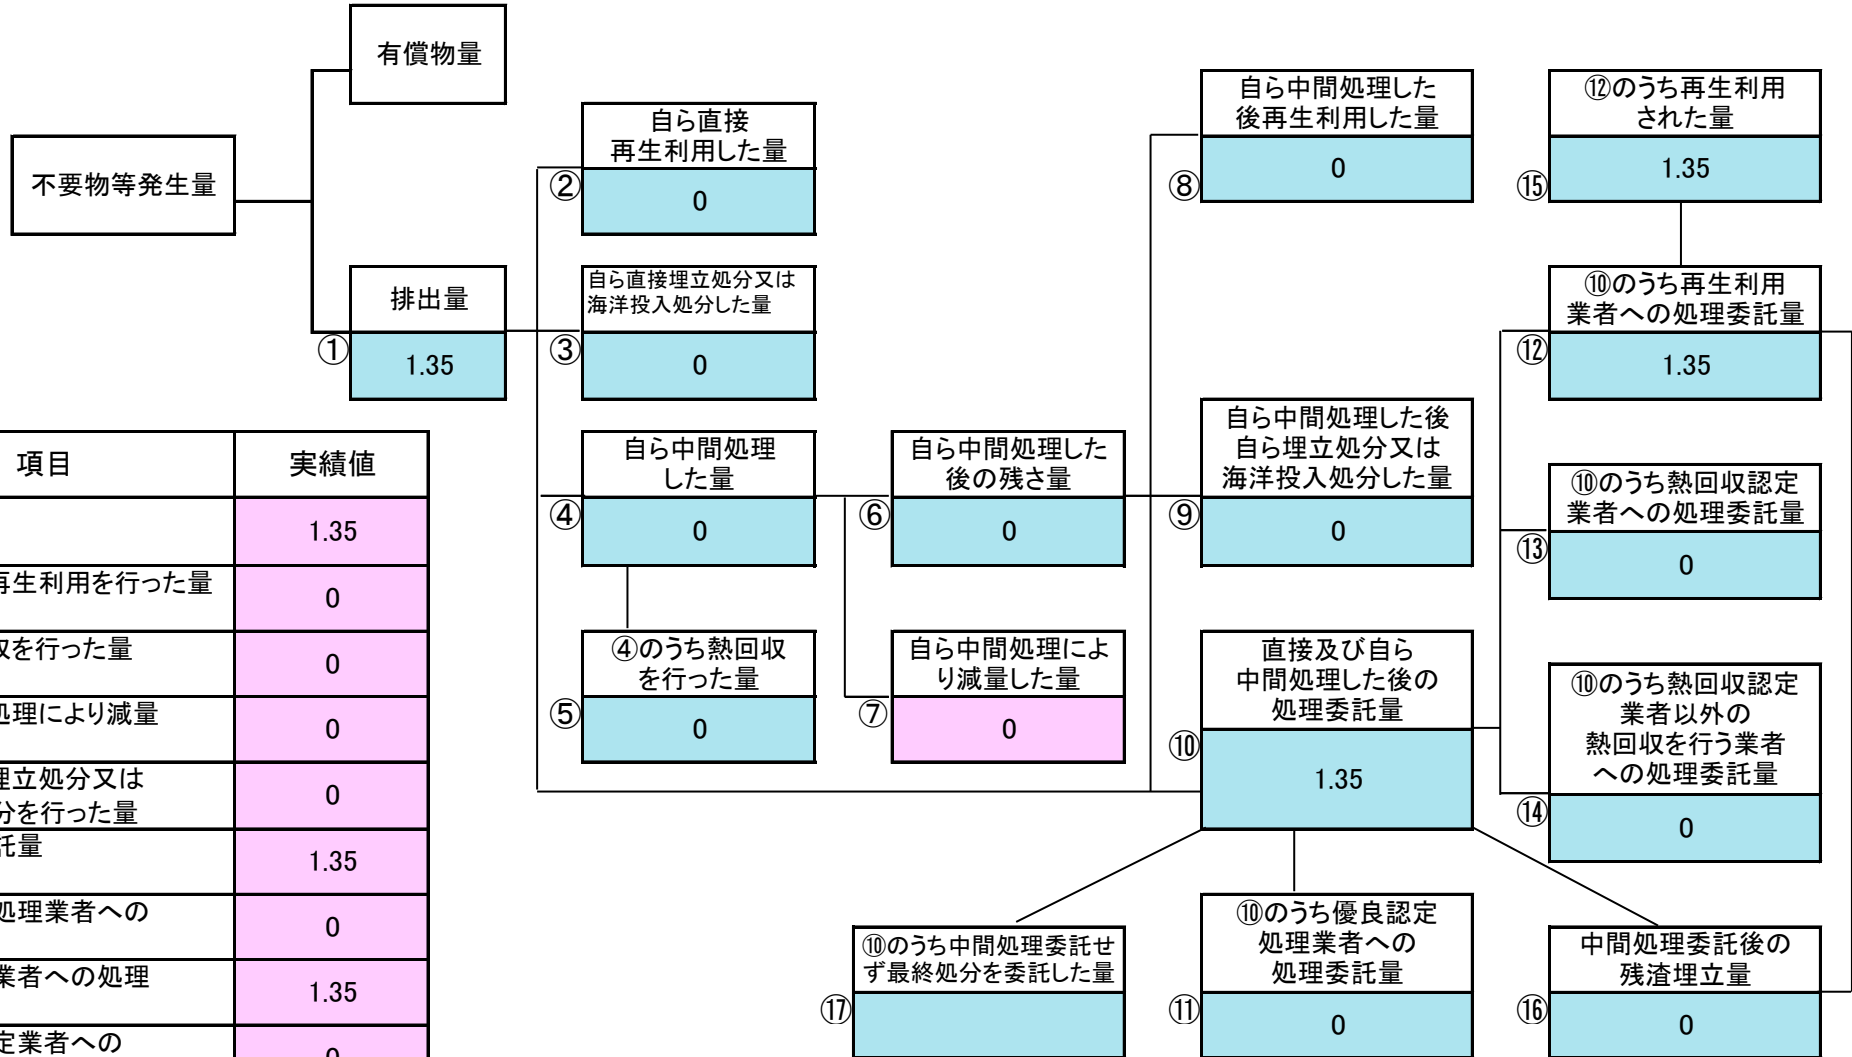 有償物量
不要物等発生量
排出量
①
1.35
自ら直接
再生利用した量
②
0
自ら直接埋立処分又は
海洋投入処分した量
③
0
自ら中間処理
した量
④
0
④のうち熱回収
を行った量
⑤
0
自ら中間処理した
後の残さ量
⑥
0
自ら中間処理によ
り減量した量
⑦
0
自ら中間処理した
後再生利用した量
⑧
0
自ら中間処理した後
自ら埋立処分又は
海洋投入処分した量
⑨
0
直接及び自ら
中間処理した後の
処理委託量
⑩
1.35
⑫のうち再生利用
された量
⑮
1.35
⑩のうち再生利用
業者への処理委託量
⑫
1.35
⑩のうち熱回収認定
業者への処理委託量
⑬
0
⑩のうち熱回収認定
業者以外の
熱回収を行う業者
への処理委託量
⑭
0
⑩のうち中間処理委託せ
ず最終処分を委託した量
⑰
⑩のうち優良認定
処理業者への
処理委託量
⑪
0
中間処理委託後の
残渣埋立量
⑯
0
項目 実績値
1.35
再生利用を行った量 0
を行った量 0
処理により減量 0
埋立処分又は
分を行った量 0
託量 1.35
処理業者への 0
業者への処理 1.35
定業者への 0